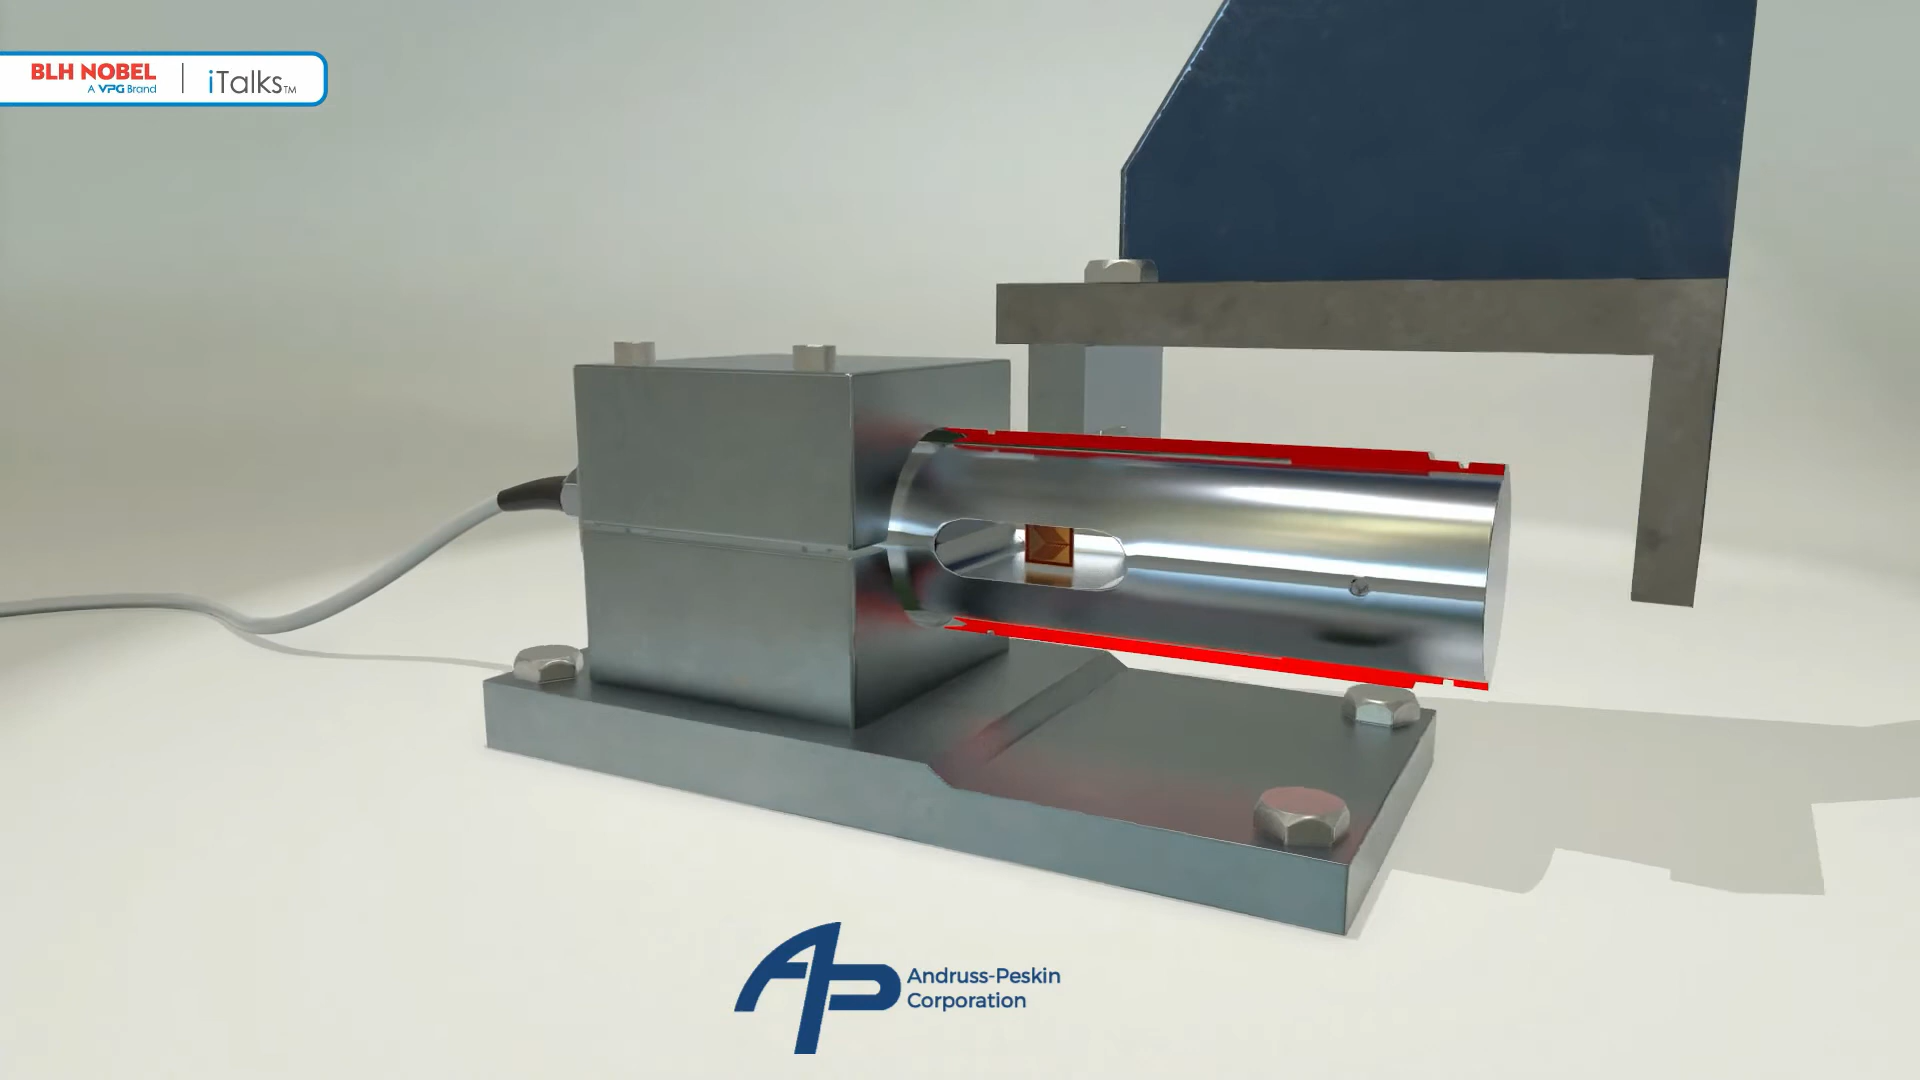 BLH NOBEL
A VPG Brand
iTalks™
Andruss-Peskin
Corporation